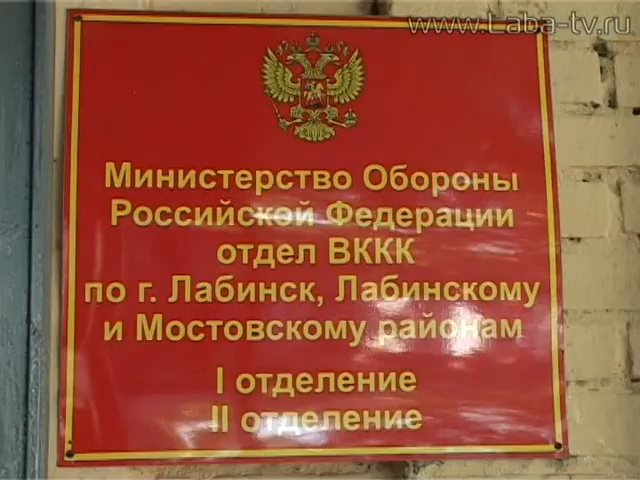 www.Laba-tv.ru
Министерство Обороны
Российской Федерации
отдел ВККК
по г. Лабинск, Лабинскому
и Мостовскому районам
I отделение
II отделение